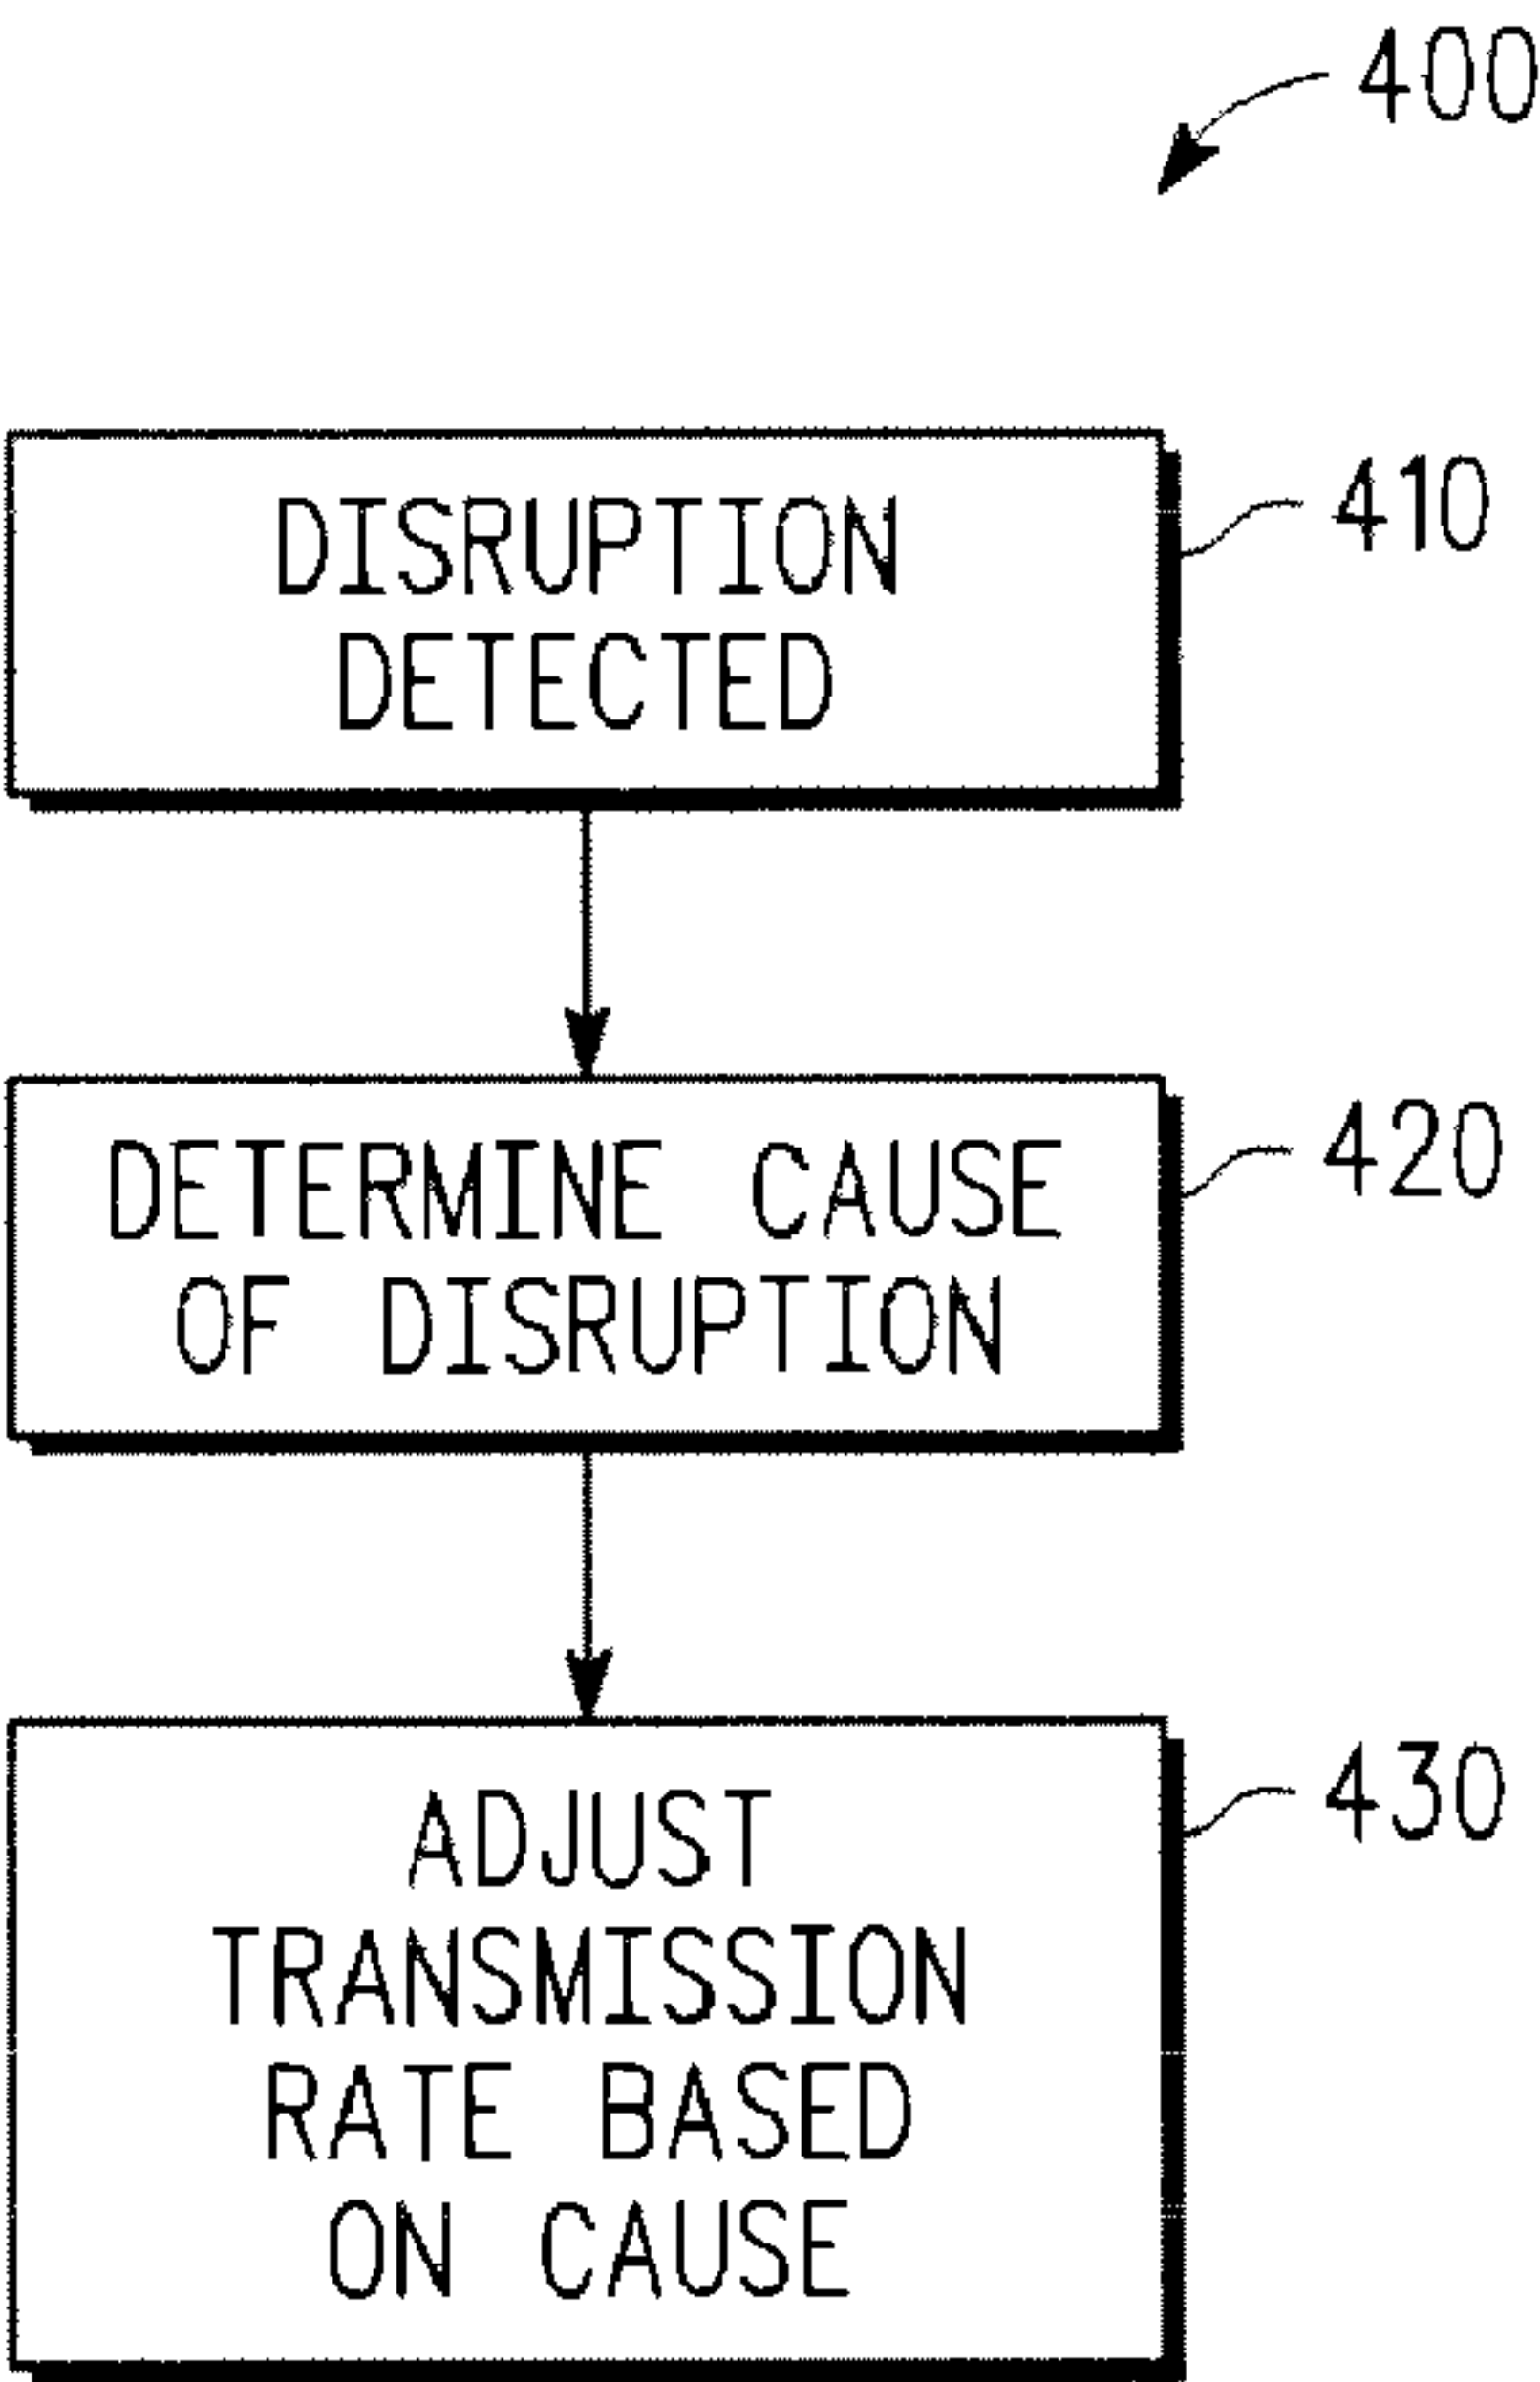 400
DISRUPTION
DETECTED
410
DETERMINE CAUSE
OF DISRUPTION
420
ADJUST
TRANSMISSION
RATE BASED
ON CAUSE
430